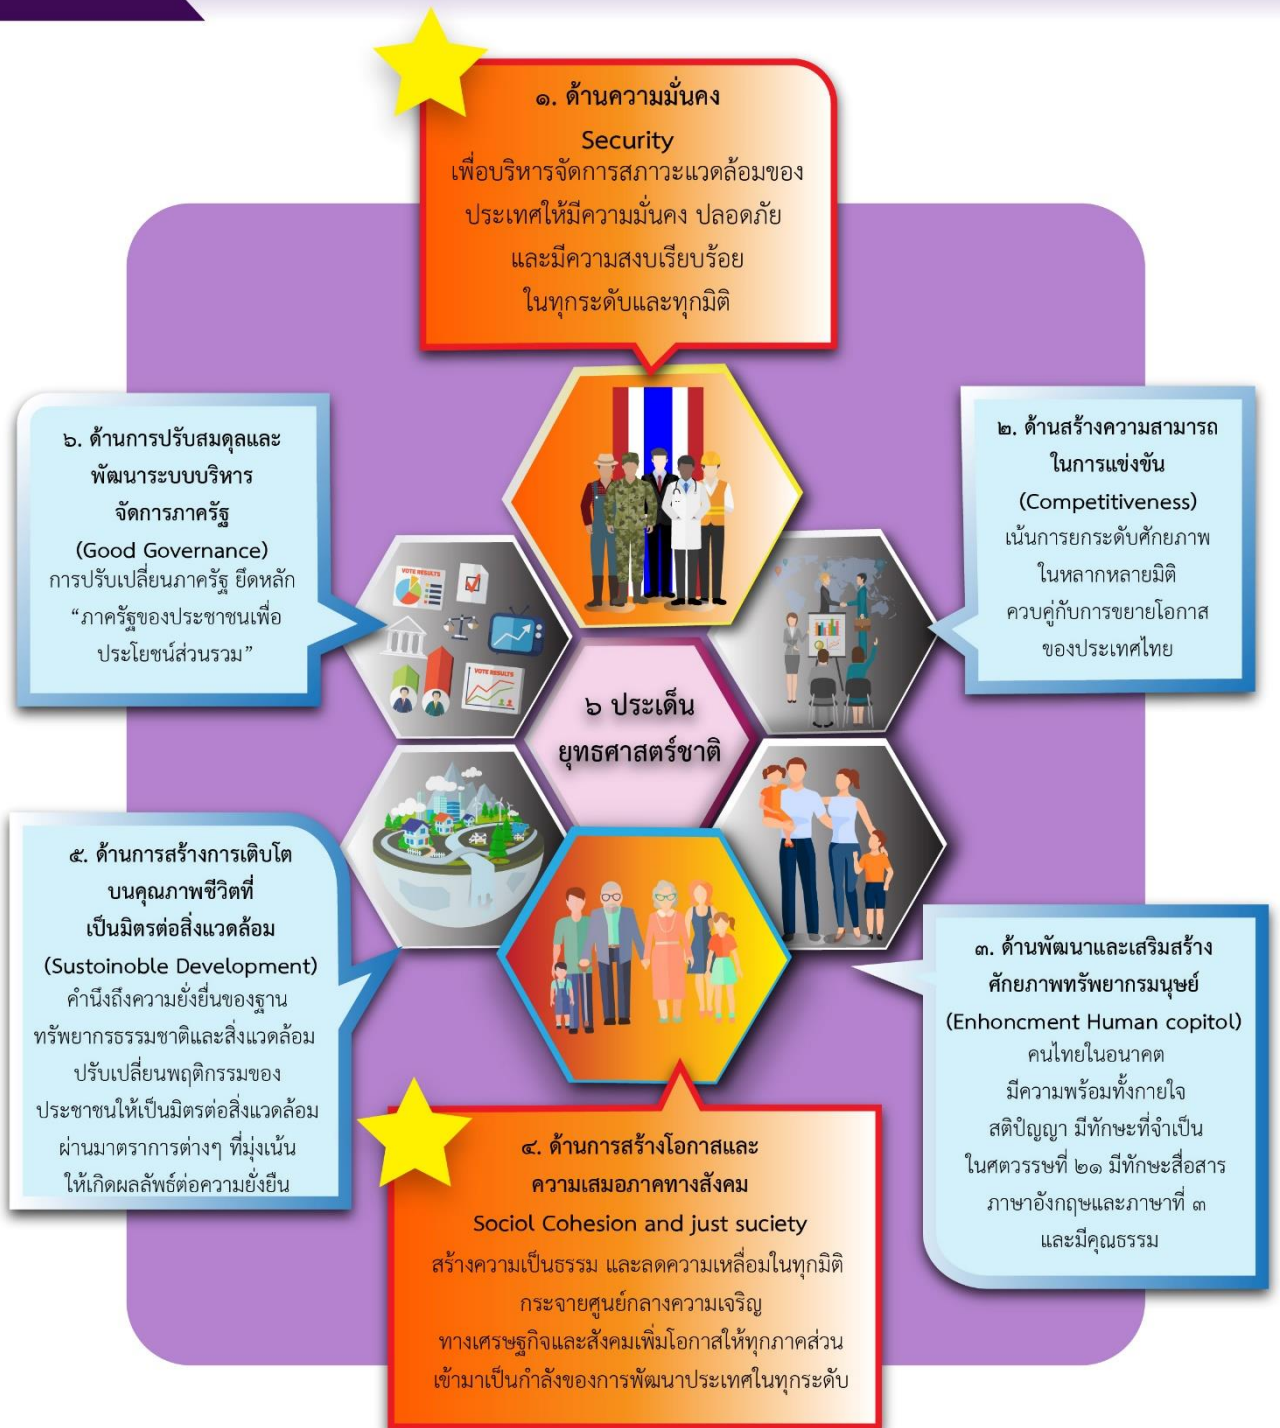 ๑. ด้านความมั่นคง
Security
เพื่อบริหารจัดการสภาวะแวดล้อมของ
ประเทศให้มีความมั่นคง ปลอดภัย
และมีความสงบเรียบร้อย
ในทุกระดับและทุกมิติ
๒. ด้านสร้างความสามารถ
ในการแข่งขัน
(Competitiveness)
เน้นการยกระดับศักยภาพ
ในหลากหลายมิติ
ควบคู่กับการขยายโอกาส
ของประเทศไทย
๖. ด้านการปรับสมดุลและ
พัฒนาระบบบริหาร
จัดการภาครัฐ
(Good Governance)
การปรับเปลี่ยนภาครัฐ ยึดหลัก
“ภาครัฐของประชาชนเพื่อ
ประโยชน์ส่วนรวม”
VOTE RESULTS
VOTE RESULTS
๖ ประเด็น
ยุทธศาสตร์ชาติ
๕. ด้านการสร้างการเติบโต
บนคุณภาพชีวิตที่
เป็นมิตรต่อสิ่งแวดล้อม
(Sustoinoble Development)
คำนึงถึงความยั่งยืนของฐาน
ทรัพยากรธรรมชาติและสิ่งแวดล้อม
ปรับเปลี่ยนพฤติกรรมของ
ประชาชนให้เป็นมิตรต่อสิ่งแวดล้อม
ผ่านมาตราการต่างๆ ที่มุ่งเน้น
ให้เกิดผลลัพธ์ต่อความยั่งยืน
๓. ด้านพัฒนาและเสริมสร้าง
ศักยภาพทรัพยากรมนุษย์
(Enhoncment Human copitol)
คนไทยในอนาคต
มีความพร้อมทั้งกายใจ
สติปัญญา มีทักษะที่จำเป็น
ในศตวรรษที่ ๒๑ มีทักษะสื่อสาร
ภาษาอังกฤษและภาษาที่ ๓
และมีคุณธรรม
๔. ด้านการสร้างโอกาสและ
ความเสมอภาคทางสังคม
Sociol Cohesion and just suciety
สร้างความเป็นธรรม และลดความเหลื่อมในทุกมิติ
กระจายศูนย์กลางความเจริญ
ทางเศรษฐกิจและสังคมเพิ่มโอกาสให้ทุกภาคส่วน
เข้ามาเป็นกำลังของการพัฒนาประเทศในทุกระดับ